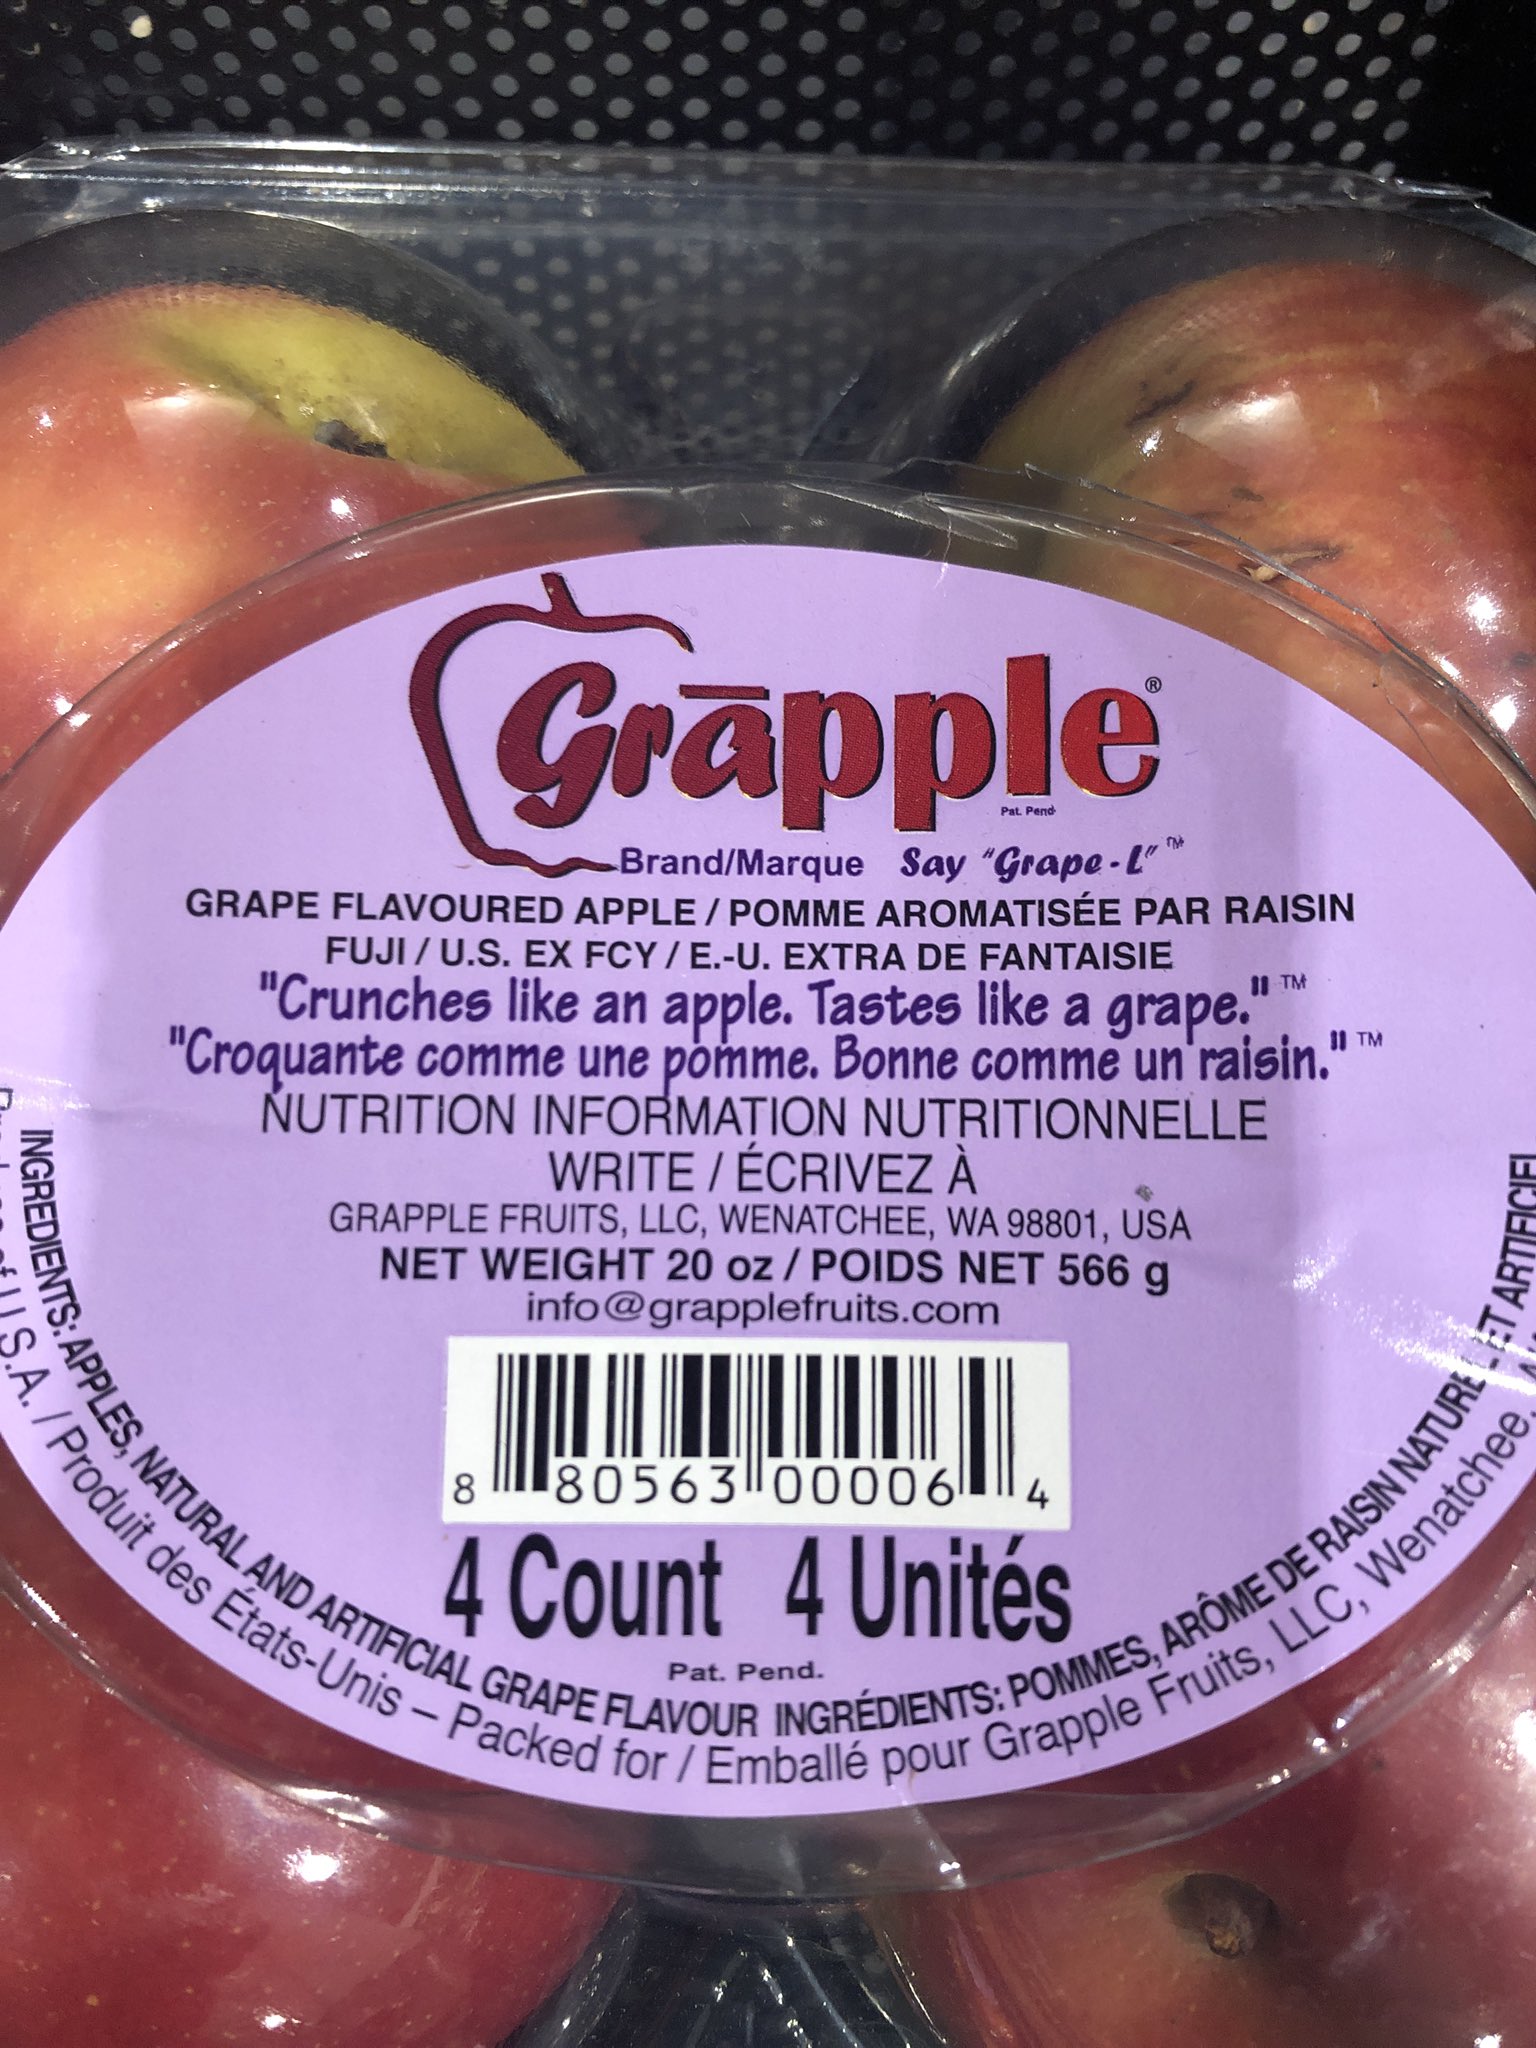 Grāpple®
Pat. Pend
Brand/Marque Say "Grape-L"™
GRAPE FLAVOURED APPLE / POMME AROMATISÉE PAR RAISIN
FUJI / U.S. EX FCY / E.-U. EXTRA DE FANTAISIE
"Crunches like an apple. Tastes like a grape."™
"Croquante comme une pomme. Bonne comme un raisin."™
NUTRITION INFORMATION NUTRITIONNELLE
WRITE / ÉCRIVEZ À
GRAPPLE FRUITS, LLC, WENATCHEE, WA 98801, USA
NET WEIGHT 20 oz / POIDS NET 566 g
info@grapplefruits.com
8 80563 00006 4
4 Count 4 Unités
Pat. Pend.
INGREDIENTS: APPLES, NATURAL AND ARTIFICIAL GRAPE FLAVOUR INGRÉDIENTS: POMMES, ARÔME DE RAISIN NATUREL ET ARTIFICIEL
of U.S.A. / Produit des États-Unis – Packed for / Emballé pour Grapple Fruits, LLC, Wenatchee,